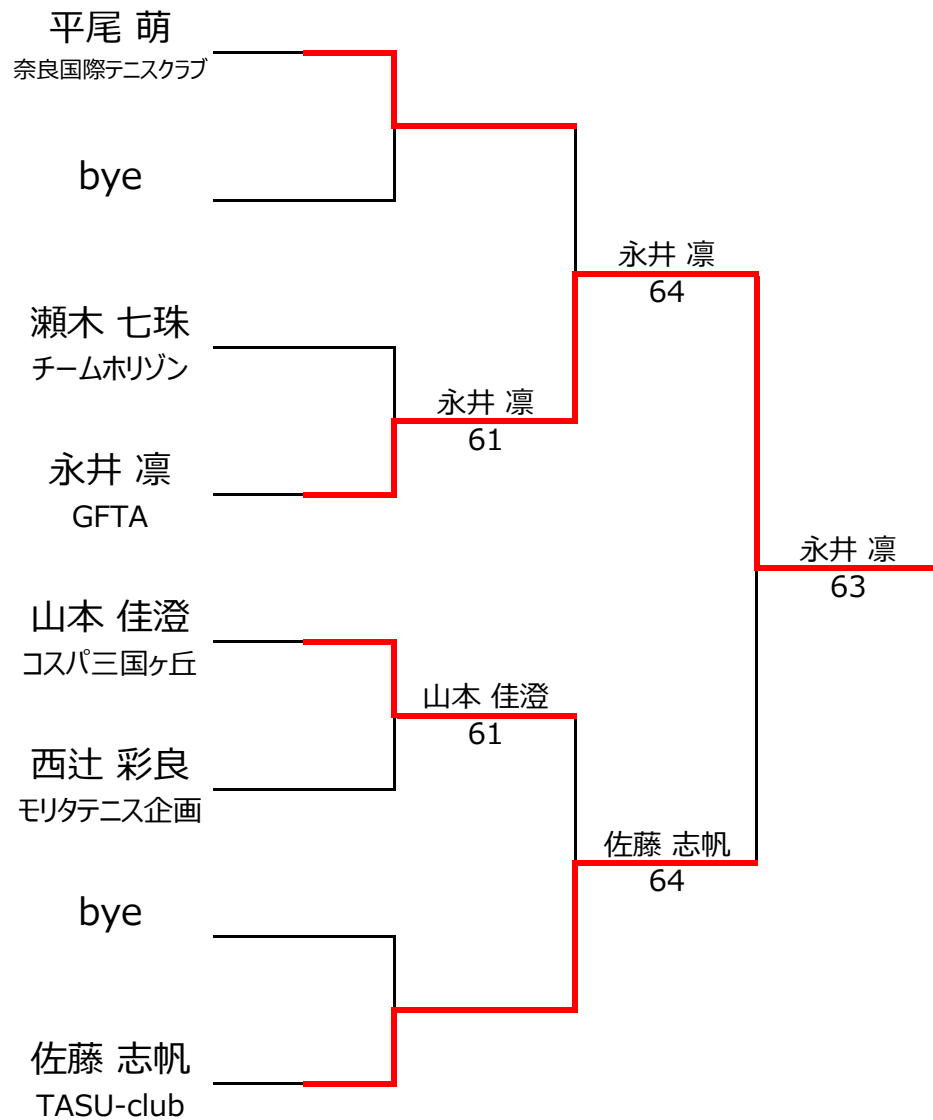 平尾 萌
奈良国際テニスクラブ
bye
瀬木 七珠
チームホリゾン
永井 凛
GFTA
山本 佳澄
コスパ三国ヶ丘
西辻 彩良
モリタテニス企画
bye
佐藤 志帆
TASU-club
永井 凛
61
山本 佳澄
61
永井 凛
64
佐藤 志帆
64
永井 凛
63